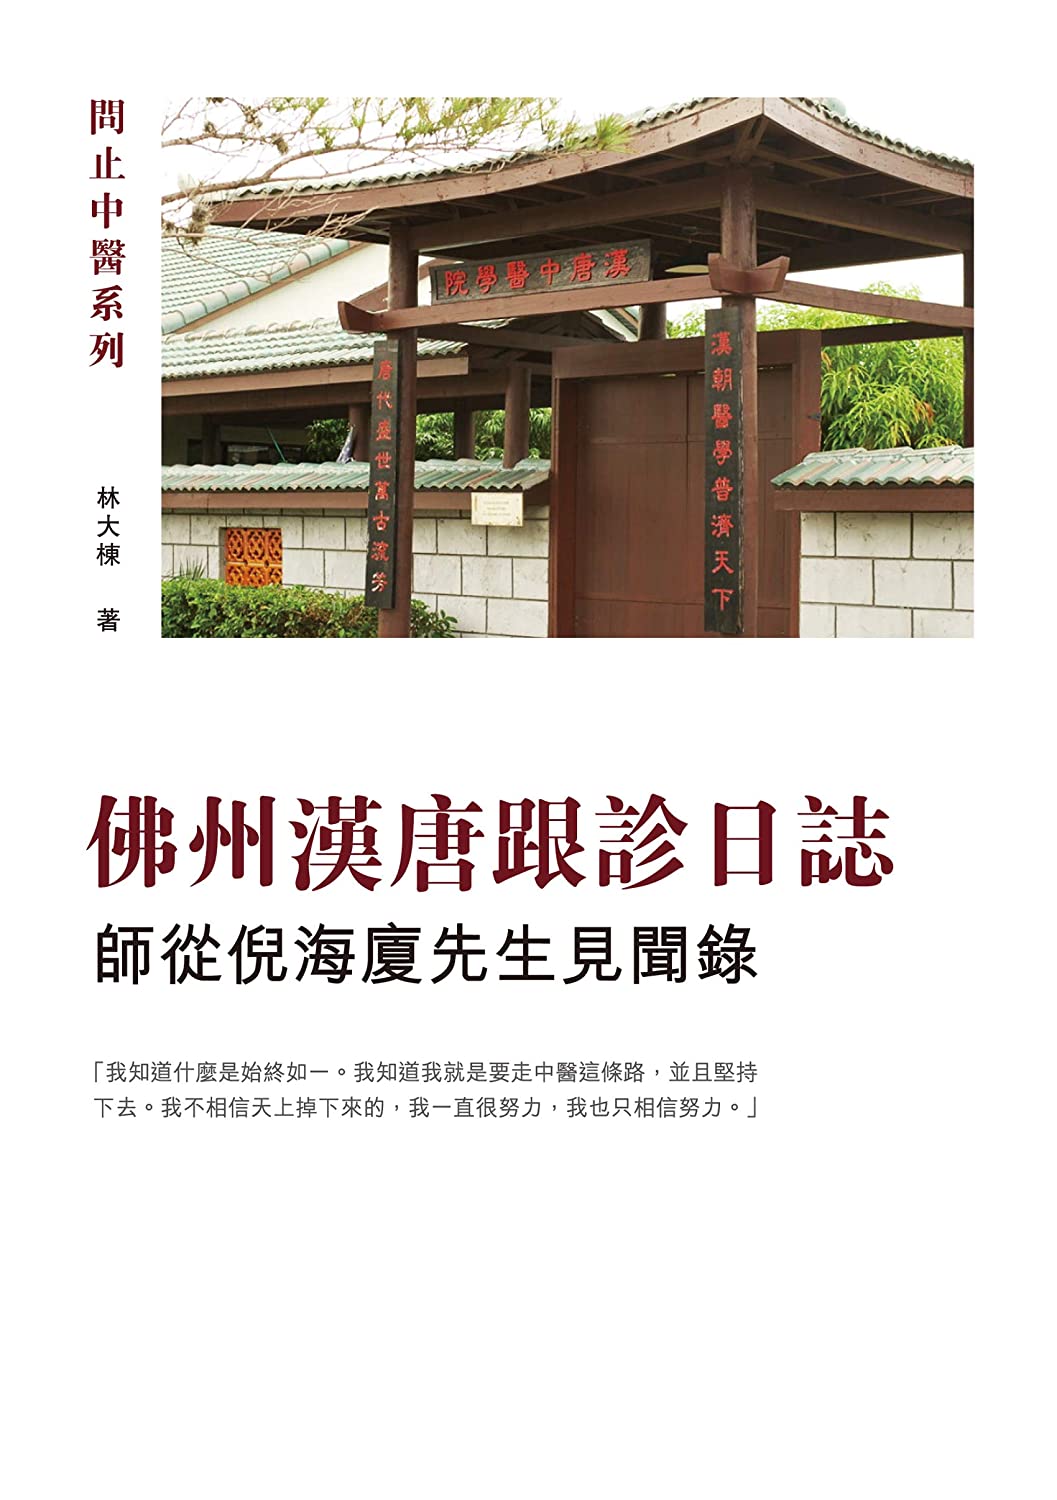 問止中醫系列
林大棟 著
漢唐中醫學院
漢朝醫學普濟天下
唐代盛世萬古流芳
佛州漢唐跟診日誌
師從倪海廈先生見聞錄
「我知道什麼是始終如一。我知道我就是要走中醫這條路，並且堅持
下去。我不相信天上掉下來的，我一直很努力，我也只相信努力。」